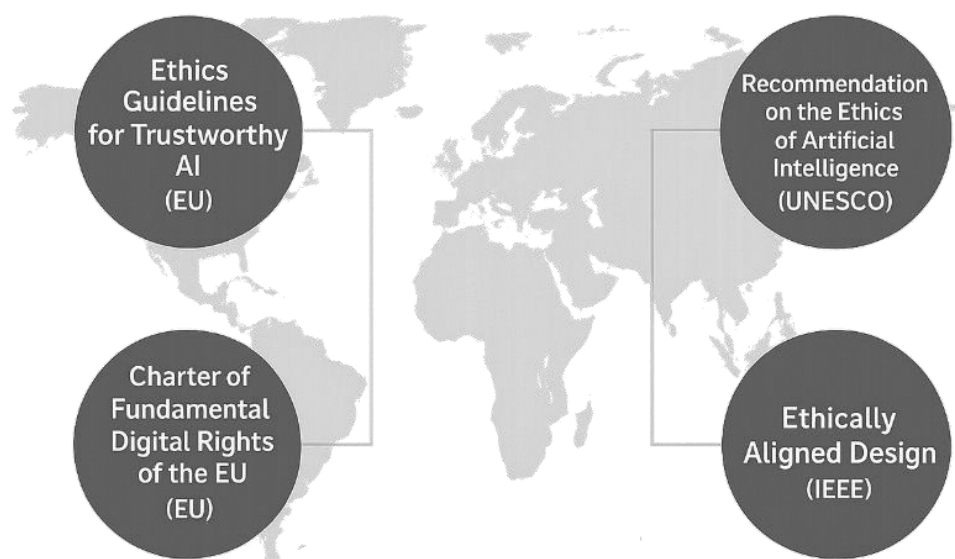 Ethics
Guidelines
for Trustworthy
AI
(EU)
Recommendation
on the Ethics
of Artificial
Intelligence
(UNESCO)
Charter of
Fundamental
Digital Rights
of the EU
(EU)
Ethically
Aligned Design
(IEEE)